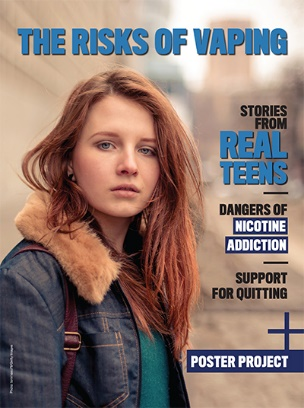 THE RISKS OF VAPING
STORIES
FROM
REAL
TEENS
DANGERS OF
NICOTINE
ADDICTION
SUPPORT
FOR QUITTING
+
POSTER PROJECT